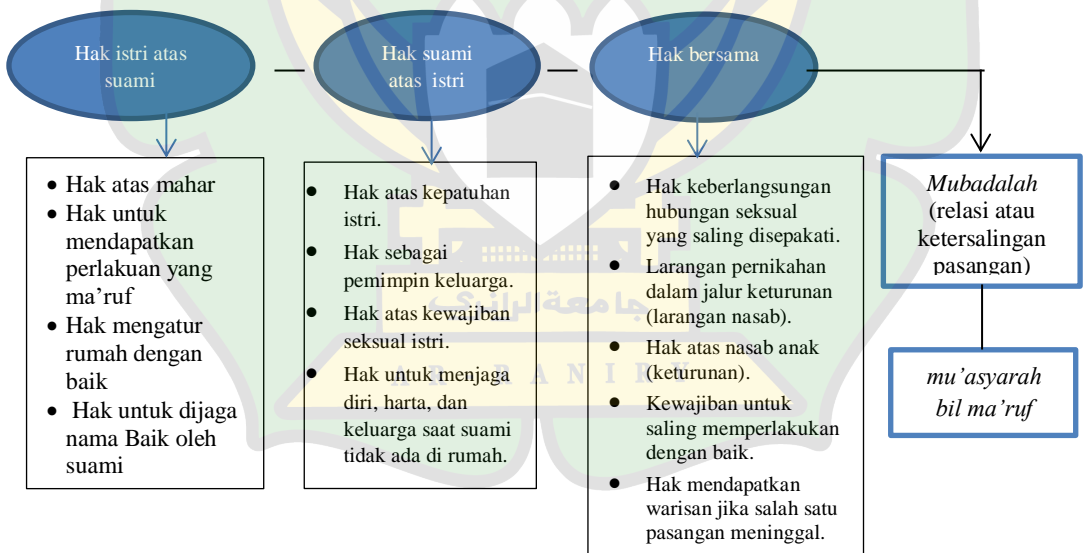 Hak istri atas
suami
Hak suami
atas istri
Hak bersama
• Hak atas mahar
• Hak untuk
mendapatkan
perlakuan yang
ma'ruf
• Hak mengatur
rumah dengan
baik
• Hak untuk dijaga
nama Baik oleh
suami
• Hak atas kepatuhan
istri.
• Hak sebagai
pemimpin keluarga.
• Hak atas kewajiban
seksual istri.
• Hak untuk menjaga
diri, harta, dan
keluarga saat suami
tidak ada di rumah.
• Hak keberlangsungan
hubungan seksual
yang saling disepakati.
• Larangan pernikahan
dalam jalur keturunan
(larangan nasab).
• Hak atas nasab anak
(keturunan).
• Kewajiban untuk
saling memperlakukan
dengan baik.
• Hak mendapatkan
warisan jika salah satu
pasangan meninggal.
Mubadalah
(relasi atau
ketersalingan
pasangan)
mu'asyarah
bil ma'ruf
جامعة الرانري
AR-RANIRY